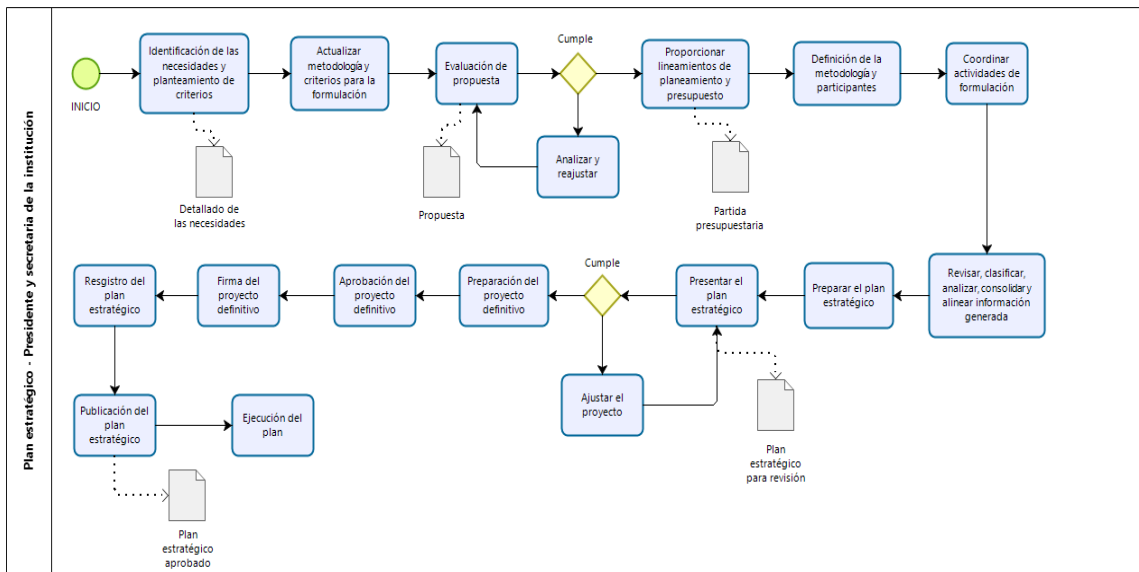 Plan estratégico - Presidente y secretaria de la institución
INICIO
Identificación de las
necesidades y
planteamiento de
criterios
Actualizar
metodología y
criterios para la
formulación
Evaluación de
propuesta
Cumple
Proporcionar
lineamientos de
planeamiento y
presupuesto
Definición de la
metodología y
participantes
Coordinar
actividades de
formulación
Analizar y
reajustar
Detallado de
las necesidades
Propuesta
Partida
presupuestaria
Revisar, clasificar,
analizar, consolidar y
alinear información
generada
Preparar el plan
estratégico
Presentar el
plan
estratégico
Cumple
Preparación del
proyecto
definitivo
Aprobación del
proyecto
definitivo
Firma del
proyecto
definitivo
Registro del
plan
estratégico
Ajustar el
proyecto
Plan
estratégico
para revisión
Publicación del
plan
estratégico
Ejecución del
plan
Plan
estratégico
aprobado